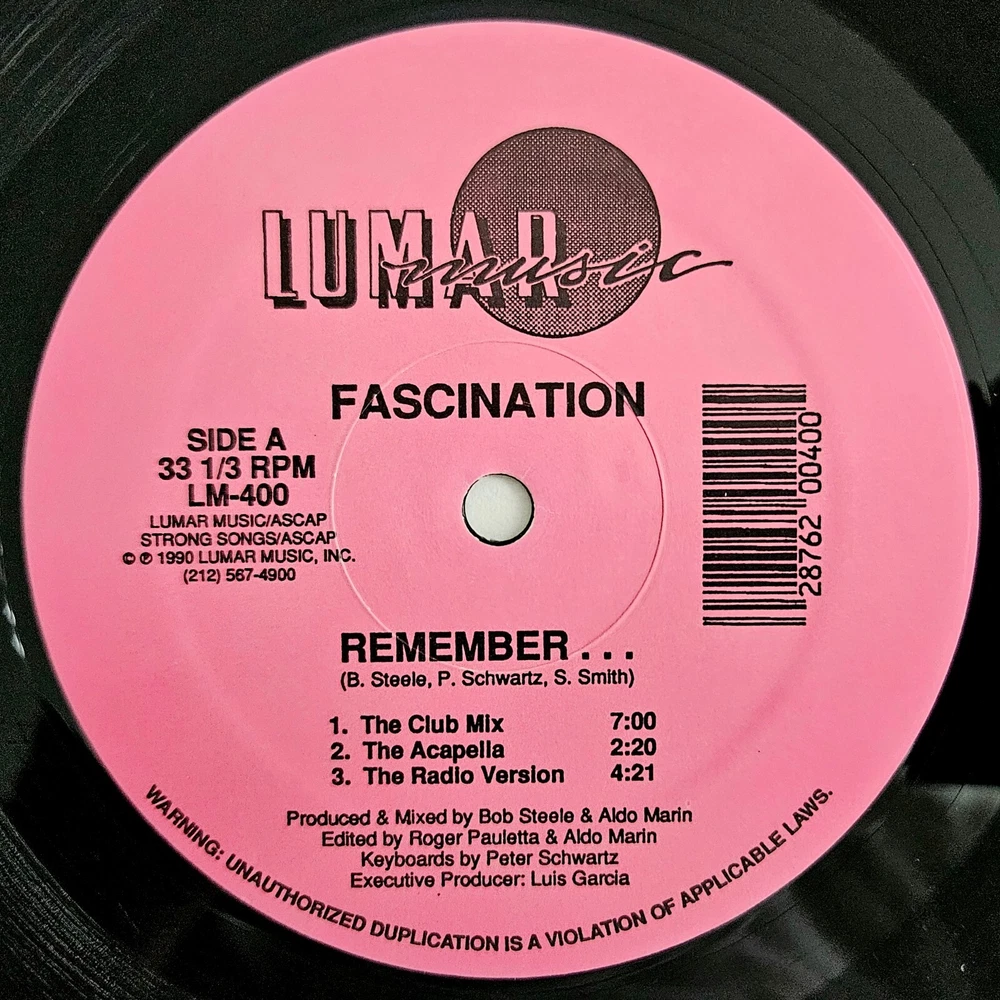 LUMAR
music
FASCINATION
SIDE A
33 1/3 RPM
LM-400
LUMAR MUSIC/ASCAP
STRONG SONGS/ASCAP
© ℗ 1990 LUMAR MUSIC, INC.
(212) 567-4900
28762 00400
REMEMBER . . .
(B. Steele, P. Schwartz, S. Smith)
1. The Club Mix 7:00
2. The Acapella 2:20
3. The Radio Version 4:21
Produced & Mixed by Bob Steele & Aldo Marin
Edited by Roger Pauletta & Aldo Marin
Keyboards by Peter Schwartz
Executive Producer: Luis Garcia
WARNING: UNAUTHORIZED DUPLICATION IS A VIOLATION OF APPLICABLE LAWS.